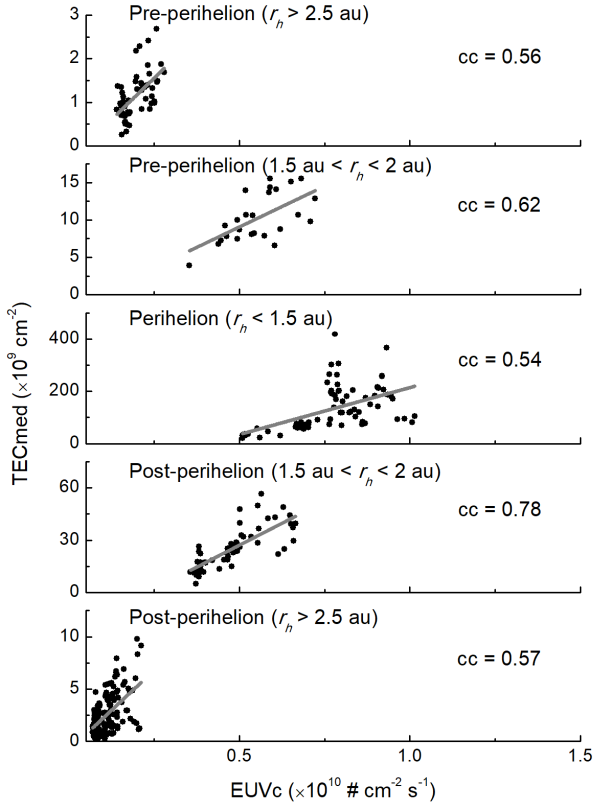 Pre-perihelion (r_h > 2.5 au)
3
2
1
0
cc = 0.56
Pre-perihelion (1.5 au < r_h < 2 au)
15
10
5
0
cc = 0.62
Perihelion (r_h < 1.5 au)
400
200
0
cc = 0.54
TECmed (×10⁹ cm⁻²)
Post-perihelion (1.5 au < r_h < 2 au)
60
30
0
cc = 0.78
Post-perihelion (r_h > 2.5 au)
10
5
0
cc = 0.57
0.5 1.0 1.5
EUVc (×10¹⁰ # cm⁻² s⁻¹)